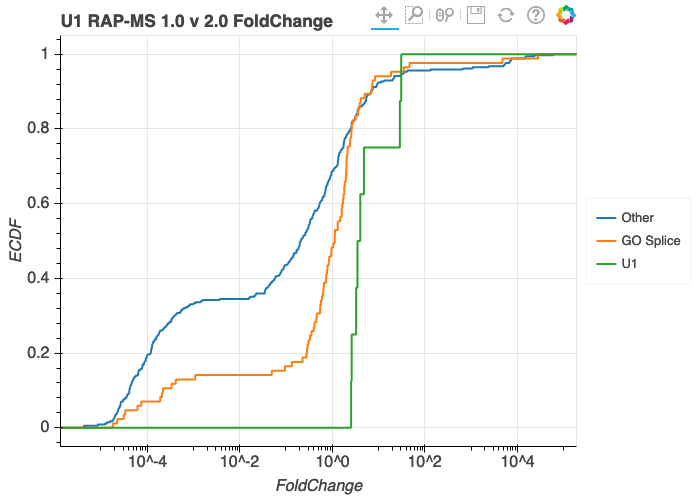 U1 RAP-MS 1.0 v 2.0 FoldChange
1
0.8
0.6
0.4
0.2
0
ECDF
10^-4
10^-2
10^0
10^2
10^4
FoldChange
Other
GO Splice
U1